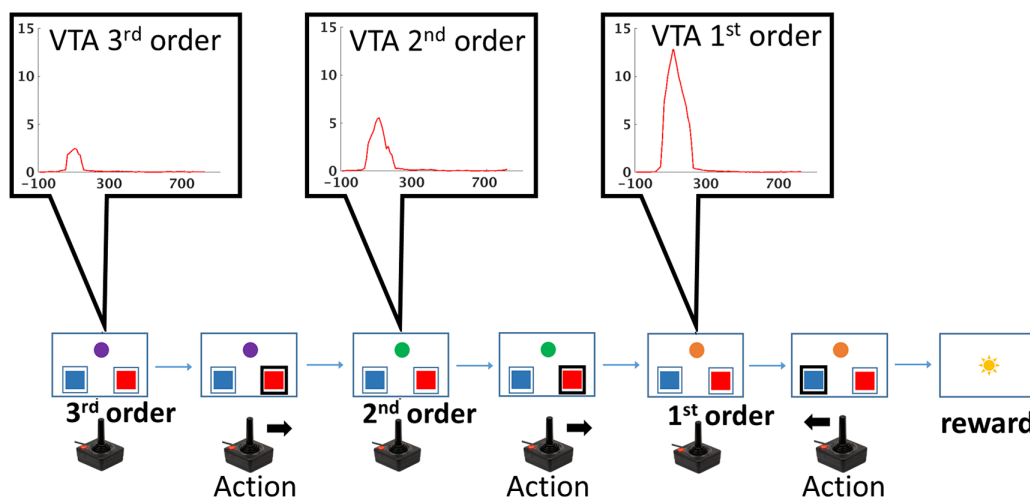 VTA 3rd order
15
10
5
0
-100
300
700
VTA 2nd order
15
10
5
0
-100
300
700
VTA 1st order
15
10
5
0
-100
300
700
3rd order
2nd order
1st order
reward
Action
Action
Action